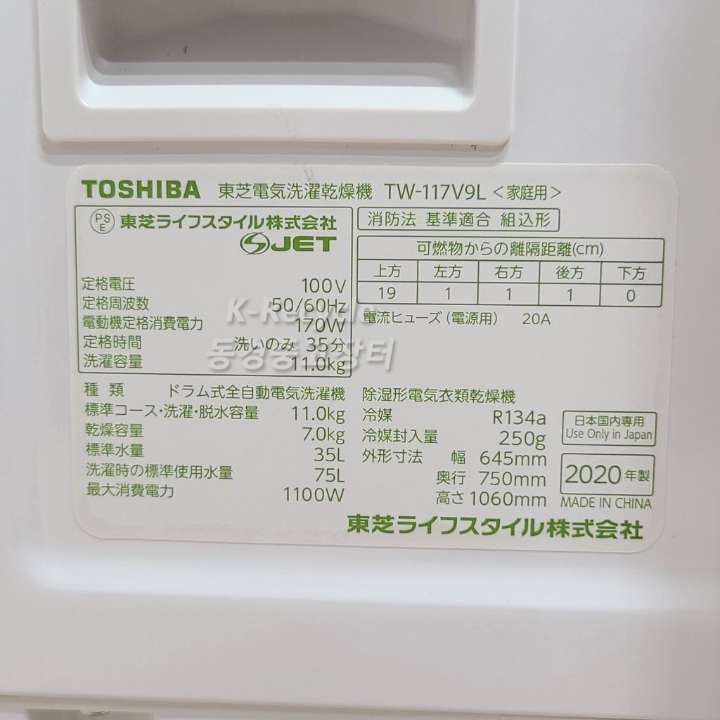 TOSHIBA 東芝電気洗濯乾燥機 TW-117V9L <家庭用>
PSE 東芝ライフスタイル株式会社
SJET
定格電圧 100V
定格周波数 50/60Hz
電動機定格消費電力 170W
定格時間 洗いのみ 35分
洗濯容量 11.0kg
消防法 基準適合 組込形
可燃物からの離隔距離(cm)
上方 左方 右方 後方 下方
19 1 1 1 0
電流ヒューズ(電源用) 20A
K-Recycle
동경중고장터
種類 ドラム式全自動電気洗濯機
標準コース・洗濯・脱水容量 11.0kg
乾燥容量 7.0kg
標準水量 35L
洗濯時の標準使用水量 75L
最大消費電力 1100W
除湿形電気衣類乾燥機
冷媒 R134a
冷媒封入量 250g
外形寸法 幅 645mm
奥行 750mm
高さ 1060mm
日本国内専用
Use Only in Japan
2020年製
MADE IN CHINA
東芝ライフスタイル株式会社